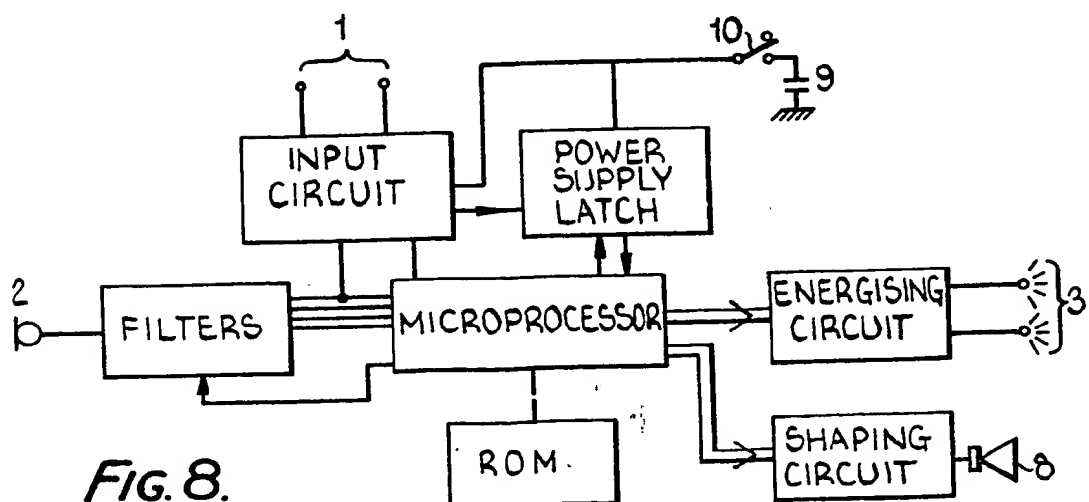 1
10
9
INPUT
CIRCUIT
POWER
SUPPLY
LATCH
2
FILTERS
MICROPROCESSOR
ENERGISING
CIRCUIT
3
ROM.
SHAPING
CIRCUIT
8
FIG. 8.